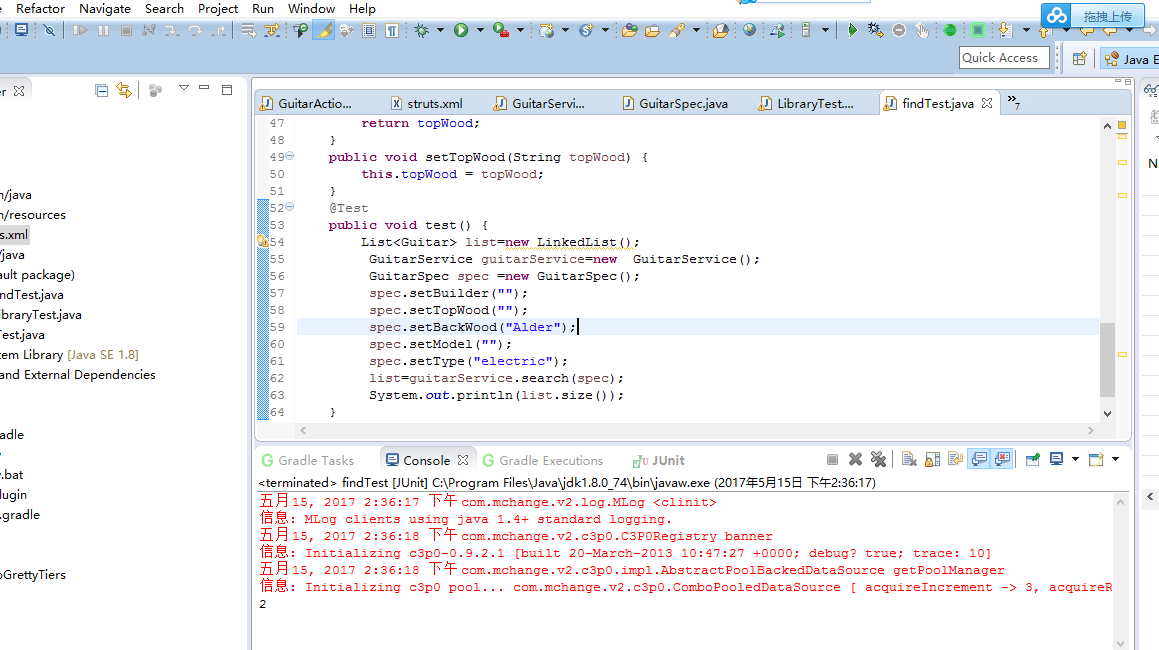 Refactor Navigate Search Project Run Window Help
拖拽上传
Quick Access
Java E
GuitarActio... struts.xml GuitarServi... GuitarSpec.java LibraryTest.... findTest.java »7
47 return topWood;
48 }
49 public void setTopWood(String topWood) {
50 this.topWood = topWood;
51 }
52 @Test
53 public void test() {
54 List<Guitar> list=new LinkedList();
55 GuitarService guitarService=new  GuitarService();
56 GuitarSpec spec =new GuitarSpec();
57 spec.setBuilder("");
58 spec.setTopWood("");
59 spec.setBackWood("Alder");
60 spec.setModel("");
61 spec.setType("electric");
62 list=guitarService.search(spec);
63 System.out.println(list.size());
64 }
er
n/java
n/resources
s.xml
/java
ault package)
ndTest.java
ibraryTest.java
Test.java
tem Library [Java SE 1.8]
and External Dependencies
adle
v.bat
lugin
.gradle
oGrettyTiers
Gradle Tasks Console Gradle Executions JUnit
<terminated> findTest [JUnit] C:\Program Files\Java\jdk1.8.0_74\bin\javaw.exe (2017年5月15日 下午2:36:17)
五月 15, 2017 2:36:17 下午 com.mchange.v2.log.MLog <clinit>
信息: MLog clients using java 1.4+ standard logging.
五月 15, 2017 2:36:18 下午 com.mchange.v2.c3p0.C3P0Registry banner
信息: Initializing c3p0-0.9.2.1 [built 20-March-2013 10:47:27 +0000; debug? true; trace: 10]
五月 15, 2017 2:36:18 下午 com.mchange.v2.c3p0.impl.AbstractPoolBackedDataSource getPoolManager
信息: Initializing c3p0 pool... com.mchange.v2.c3p0.ComboPooledDataSource [ acquireIncrement -> 3, acquireR
2